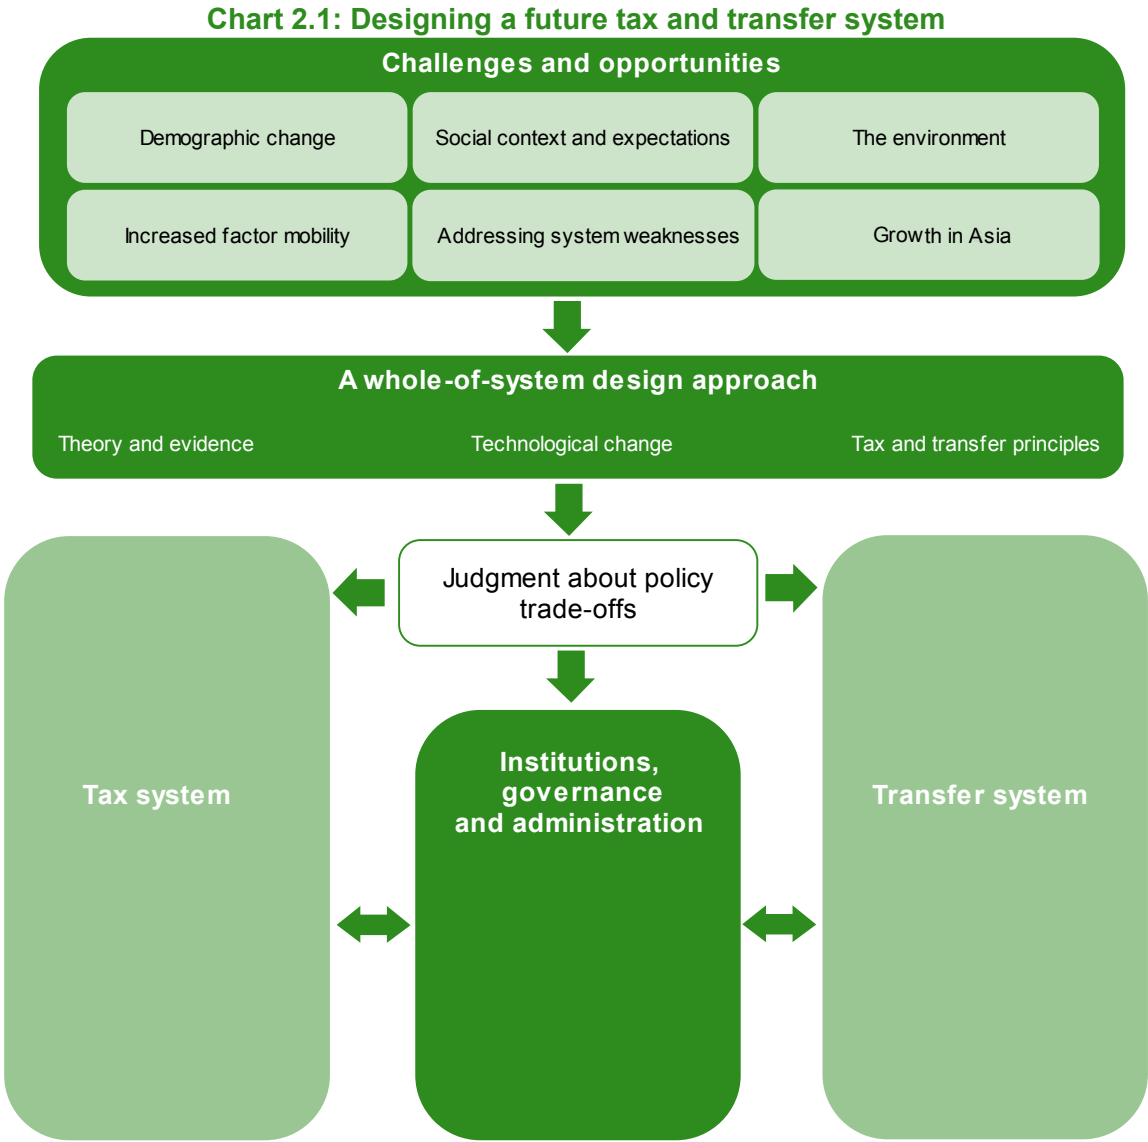 Chart 2.1: Designing a future tax and transfer system
Challenges and opportunities
Demographic change
Social context and expectations
The environment
Increased factor mobility
Addressing system weaknesses
Growth in Asia
A whole-of-system design approach
Theory and evidence
Technological change
Tax and transfer principles
Judgment about policy
trade-offs
Tax system
Institutions,
governance
and administration
Transfer system